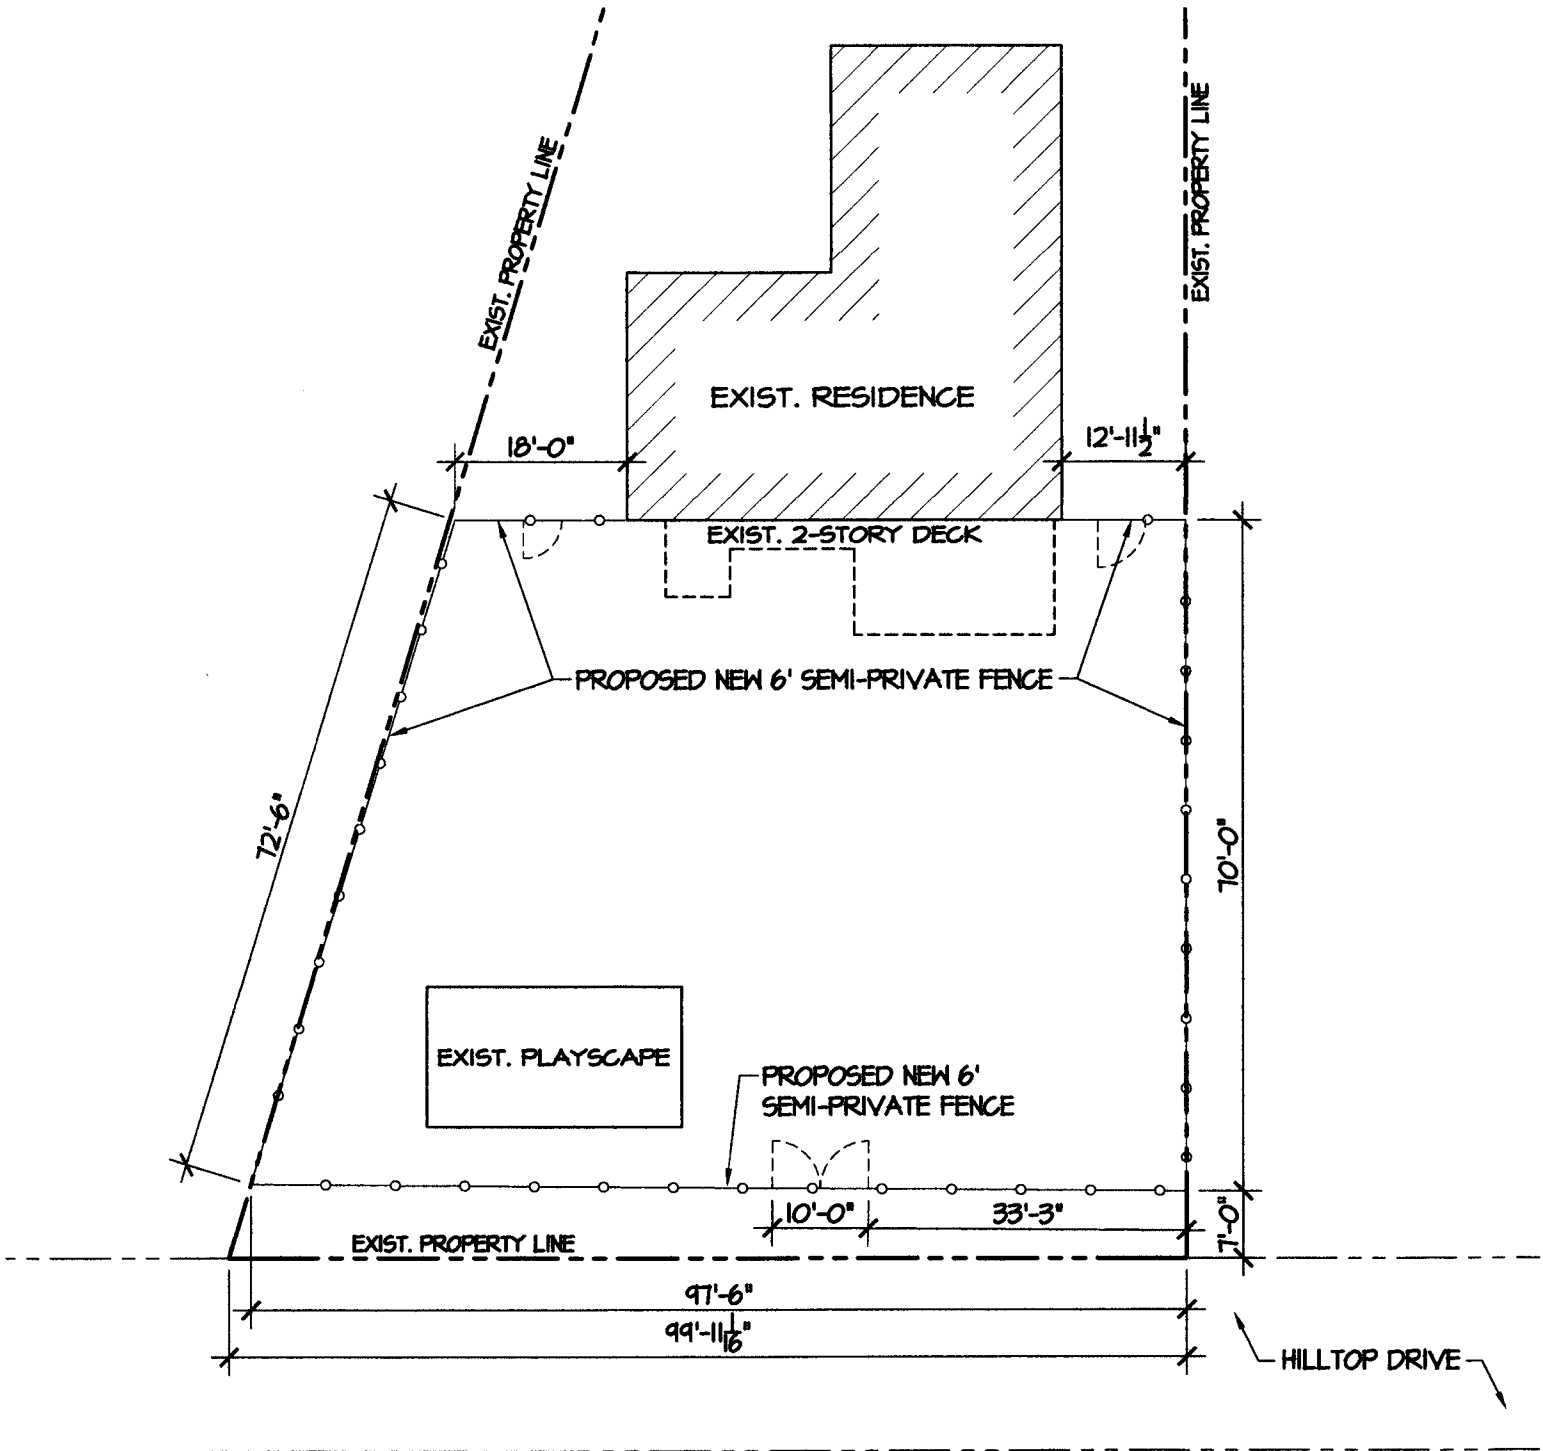 EXIST. PROPERTY LINE
EXIST. PROPERTY LINE
EXIST. RESIDENCE
18'-0"
12'-11½"
EXIST. 2-STORY DECK
PROPOSED NEW 6' SEMI-PRIVATE FENCE
72'-6"
70'-0"
EXIST. PLAYSCAPE
PROPOSED NEW 6'
SEMI-PRIVATE FENCE
10'-0"
33'-3"
7'-0"
EXIST. PROPERTY LINE
97'-6"
99'-11 1/16"
HILLTOP DRIVE